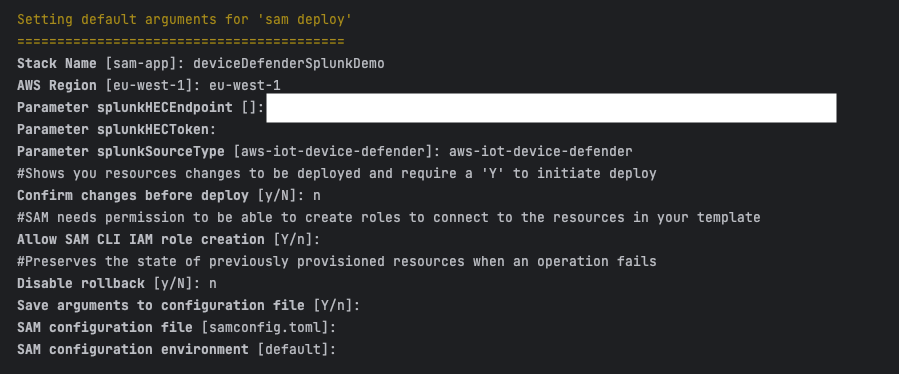 Setting default arguments for 'sam deploy'
=========================================
Stack Name [sam-app]: deviceDefenderSplunkDemo
AWS Region [eu-west-1]: eu-west-1
Parameter splunkHECEndpoint []:
Parameter splunkHECToken:
Parameter splunkSourceType [aws-iot-device-defender]: aws-iot-device-defender
#Shows you resources changes to be deployed and require a 'Y' to initiate deploy
Confirm changes before deploy [y/N]: n
#SAM needs permission to be able to create roles to connect to the resources in your template
Allow SAM CLI IAM role creation [Y/n]:
#Preserves the state of previously provisioned resources when an operation fails
Disable rollback [y/N]: n
Save arguments to configuration file [Y/n]:
SAM configuration file [samconfig.toml]:
SAM configuration environment [default]: